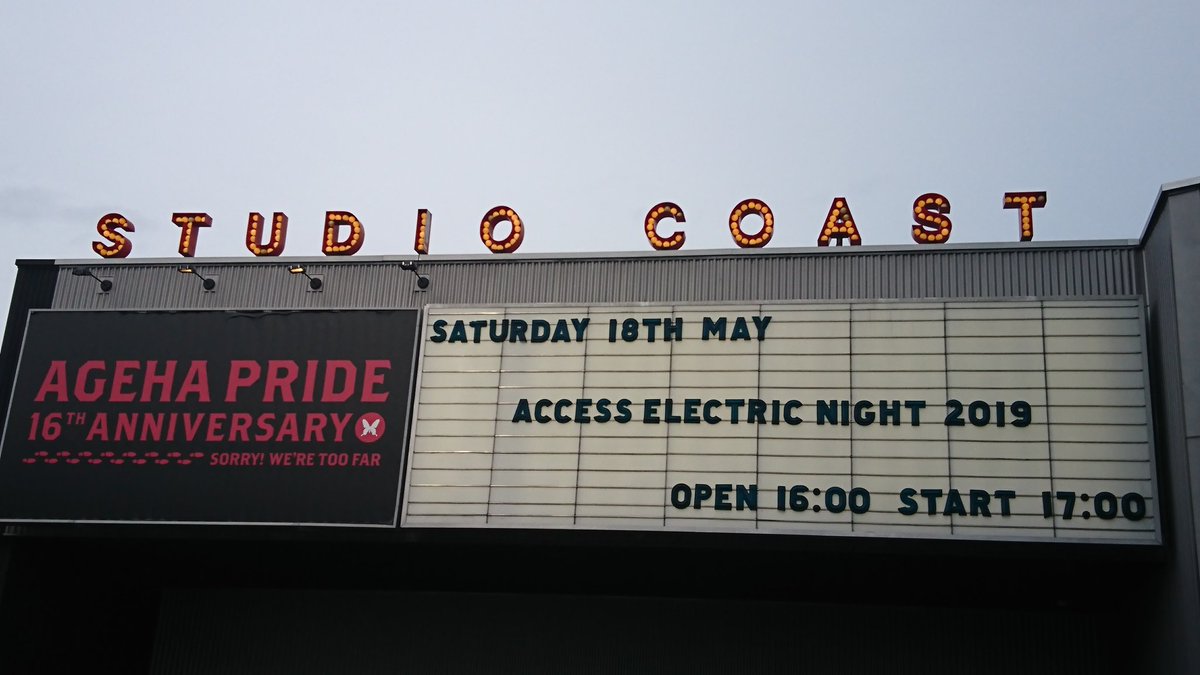 STUDIO COAST
AGEHA PRIDE
16TH ANNIVERSARY
SORRY! WE'RE TOO FAR
SATURDAY 18TH MAY
ACCESS ELECTRIC NIGHT 2019
OPEN 16:00 START 17:00